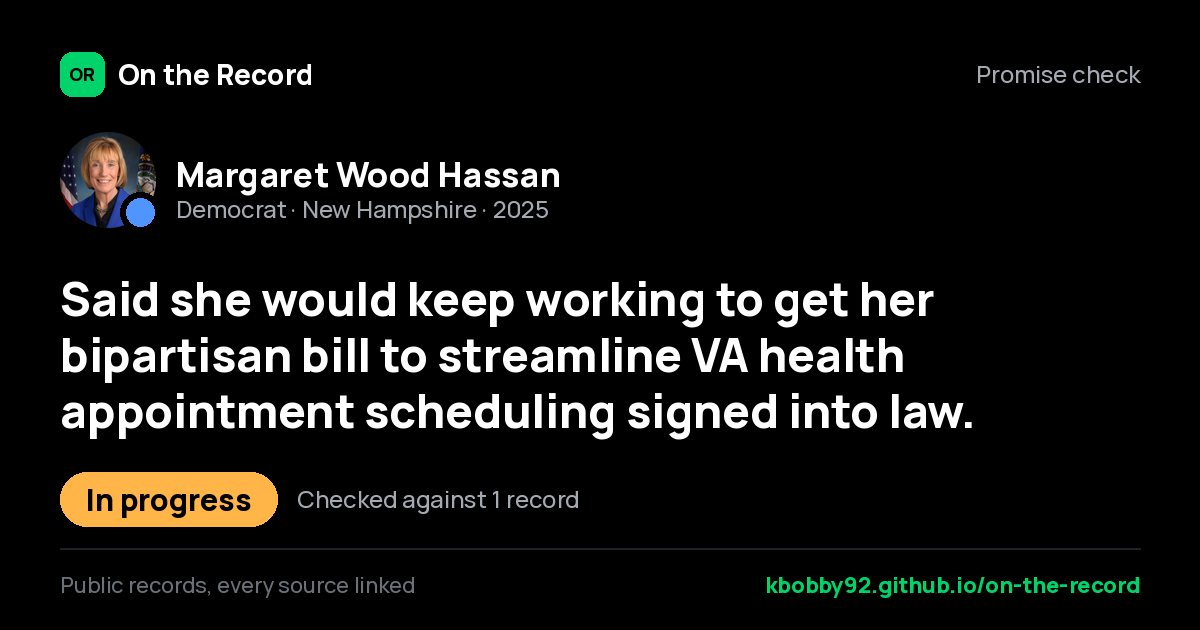 OR On the Record
Promise check
Margaret Wood Hassan
Democrat · New Hampshire · 2025
Said she would keep working to get her
bipartisan bill to streamline VA health
appointment scheduling signed into law.
In progress
Checked against 1 record
Public records, every source linked
kbobby92.github.io/on-the-record